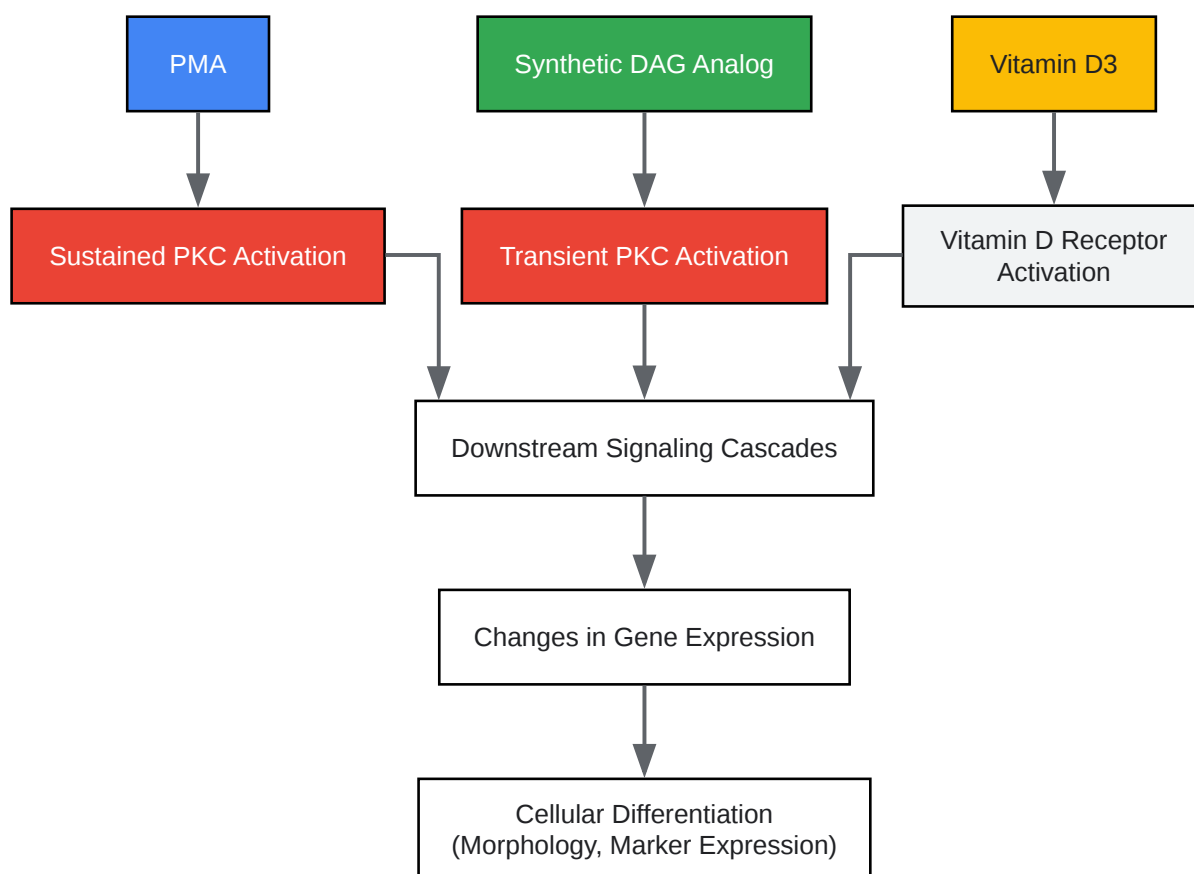 PMA
Synthetic DAG Analog
Vitamin D3
Sustained PKC Activation
Transient PKC Activation
Vitamin D Receptor
Activation
Downstream Signaling Cascades
Changes in Gene Expression
Cellular Differentiation
(Morphology, Marker Expression)